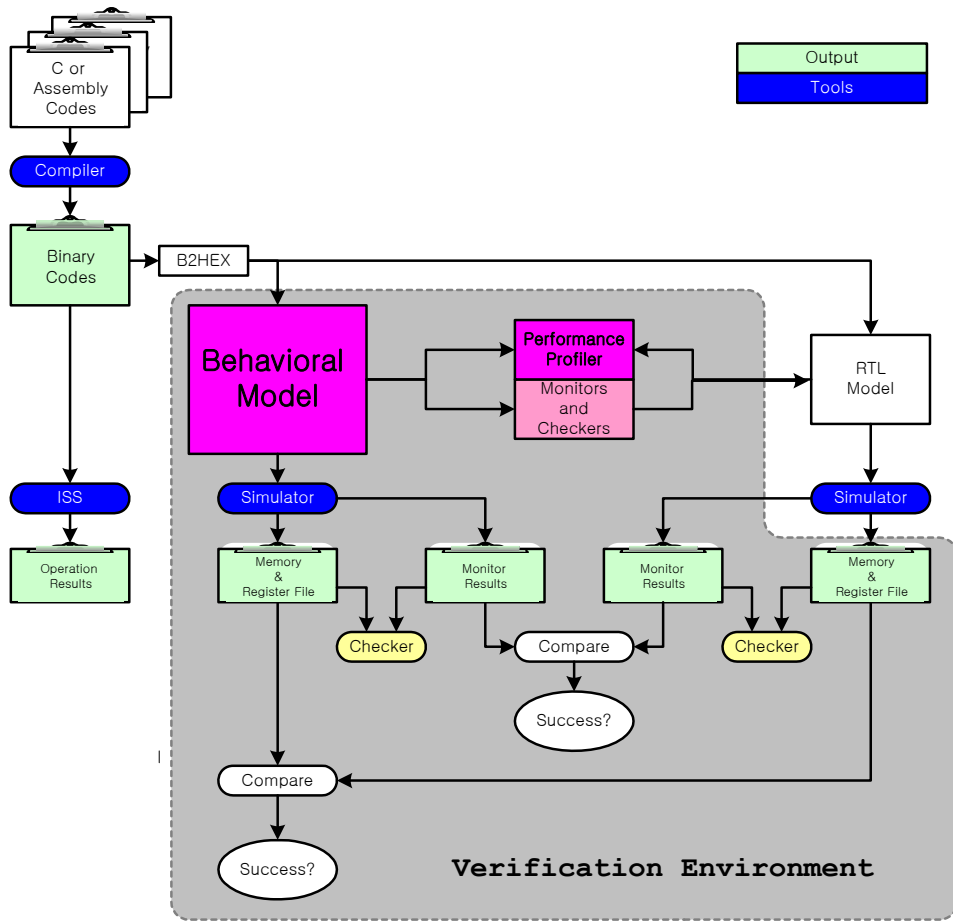 C or
Assembly
Codes
Output
Tools
Compiler
Binary
Codes
B2HEX
Behavioral
Model
Performance
Profiler
Monitors
and
Checkers
RTL
Model
ISS
Simulator
Simulator
Operation
Results
Memory
&
Register File
Monitor
Results
Monitor
Results
Memory
&
Register File
Checker
Compare
Checker
Success?
Compare
Success?
Verification Environment